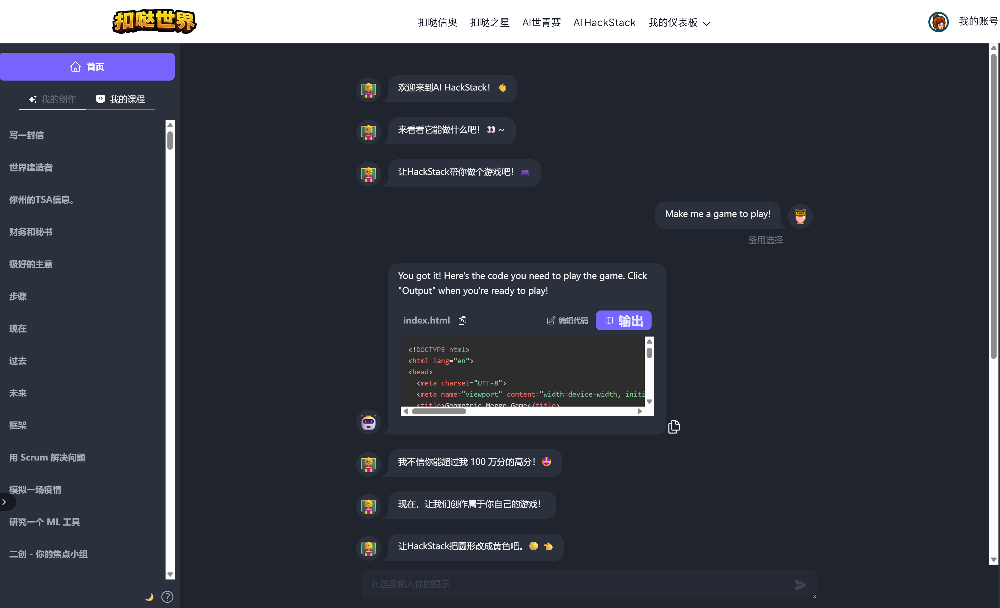 扣哒世界
扣哒信奥
扣哒之星
AI世青赛
AI HackStack
我的仪表板
我的账号
首页
我的创作
我的课程
写一封信
世界建造者
你州的TSA信息。
财务和秘书
极好的主意
步骤
现在
过去
未来
框架
用 Scrum 解决问题
模拟一场疫情
研究一个 ML 工具
二创 - 你的焦点小组
欢迎来到AI HackStack！👋
来看看它能做什么吧！👀 ~
让HackStack帮你做个游戏吧！🎮
Make me a game to play!
备用选择
You got it! Here's the code you need to play the game. Click
"Output" when you're ready to play!
index.html
编辑代码
输出
<!DOCTYPE html>
<html lang="en">
<head>
<meta charset="UTF-8">
<meta name="viewport" content="width=device-width, initi
<title>Geometric Merge Game</title>
我不信你能超过我 100 万分的高分！🤩
现在，让我们创作属于你自己的游戏！
让HackStack把圆形改成黄色吧。🟡 👈
在这里输入你的提示